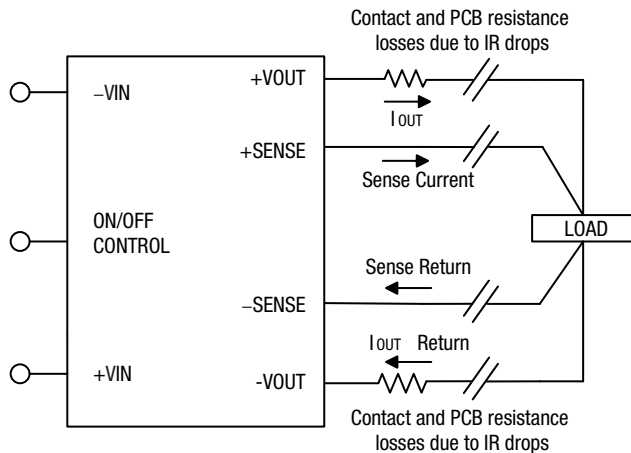 Contact and PCB resistance
losses due to IR drops
+VOUT
–VIN
IOUT
+SENSE
Sense Current
ON/OFF
CONTROL
LOAD
Sense Return
–SENSE
IOUT Return
+VIN
-VOUT
Contact and PCB resistance
losses due to IR drops